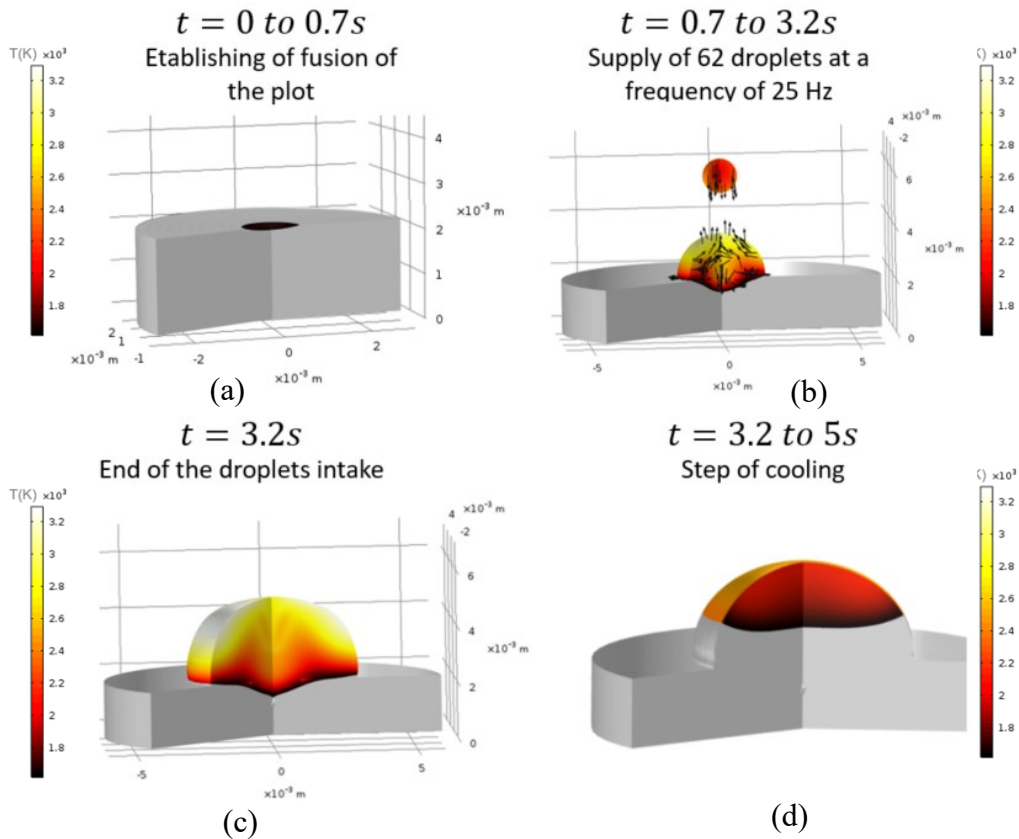 t = 0 to 0.7s
Etablishing of fusion of
the plot
T(K) ×10³
3.2
3
2.8
2.6
2.4
2.2
2
1.8
4
3
×10⁻³ m
2
1
0
2
1
×10⁻³ m
-1
-2
0
2
×10⁻³ m
(a)
t = 0.7 to 3.2s
Supply of 62 droplets at a
frequency of 25 Hz
) ×10³
3.2
3
2.8
2.6
2.4
2.2
2
1.8
4 ×10⁻³ m
-2
6
4
×10⁻³ m
2
0
-5
0
5
×10⁻³ m
(b)
t = 3.2s
End of the droplets intake
T(K) ×10³
3.2
3
2.8
2.6
2.4
2.2
2
1.8
4 ×10⁻³ m
-2
6
4
×10⁻³ m
2
0
-5
0
5
×10⁻³ m
(c)
t = 3.2 to 5s
Step of cooling
) ×10³
3.2
3
2.8
2.6
2.4
2.2
2
1.8
(d)